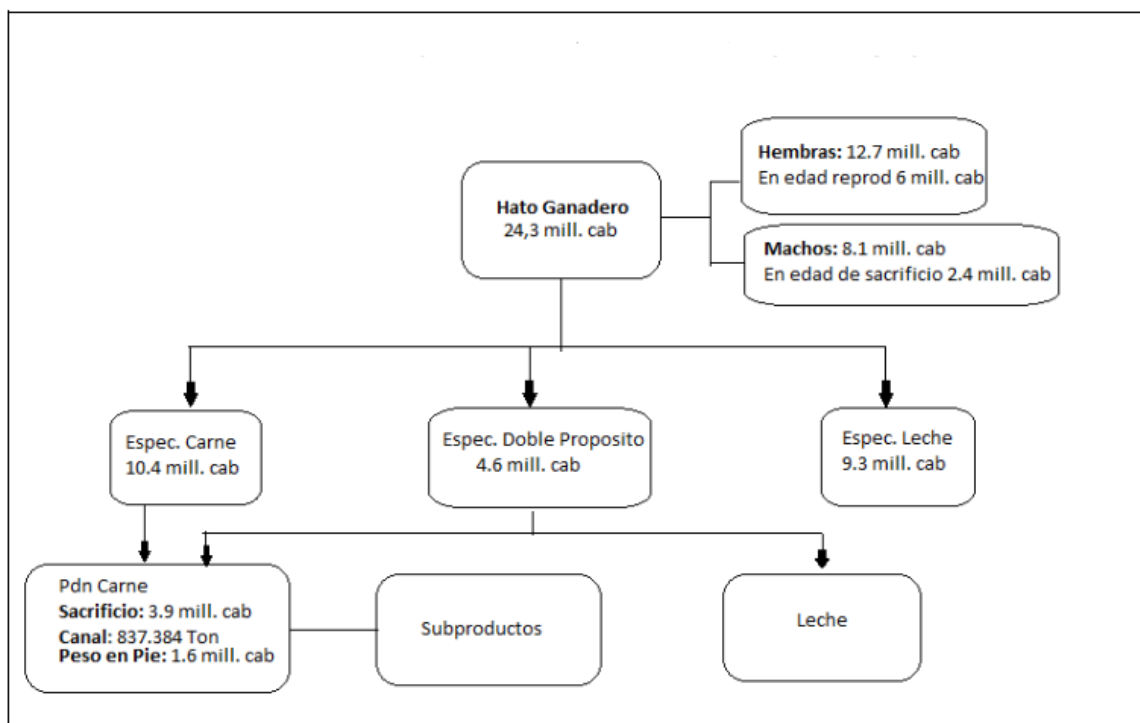 Hembras: 12.7 mill. cab
En edad reprod 6 mill. cab
Hato Ganadero
24,3 mill. cab
Machos: 8.1 mill. cab
En edad de sacrificio 2.4 mill. cab
Espec. Carne
10.4 mill. cab
Espec. Doble Proposito
4.6 mill. cab
Espec. Leche
9.3 mill. cab
Pdn Carne
Sacrificio: 3.9 mill. cab
Canal: 837.384 Ton
Peso en Pie: 1.6 mill. cab
Subproductos
Leche